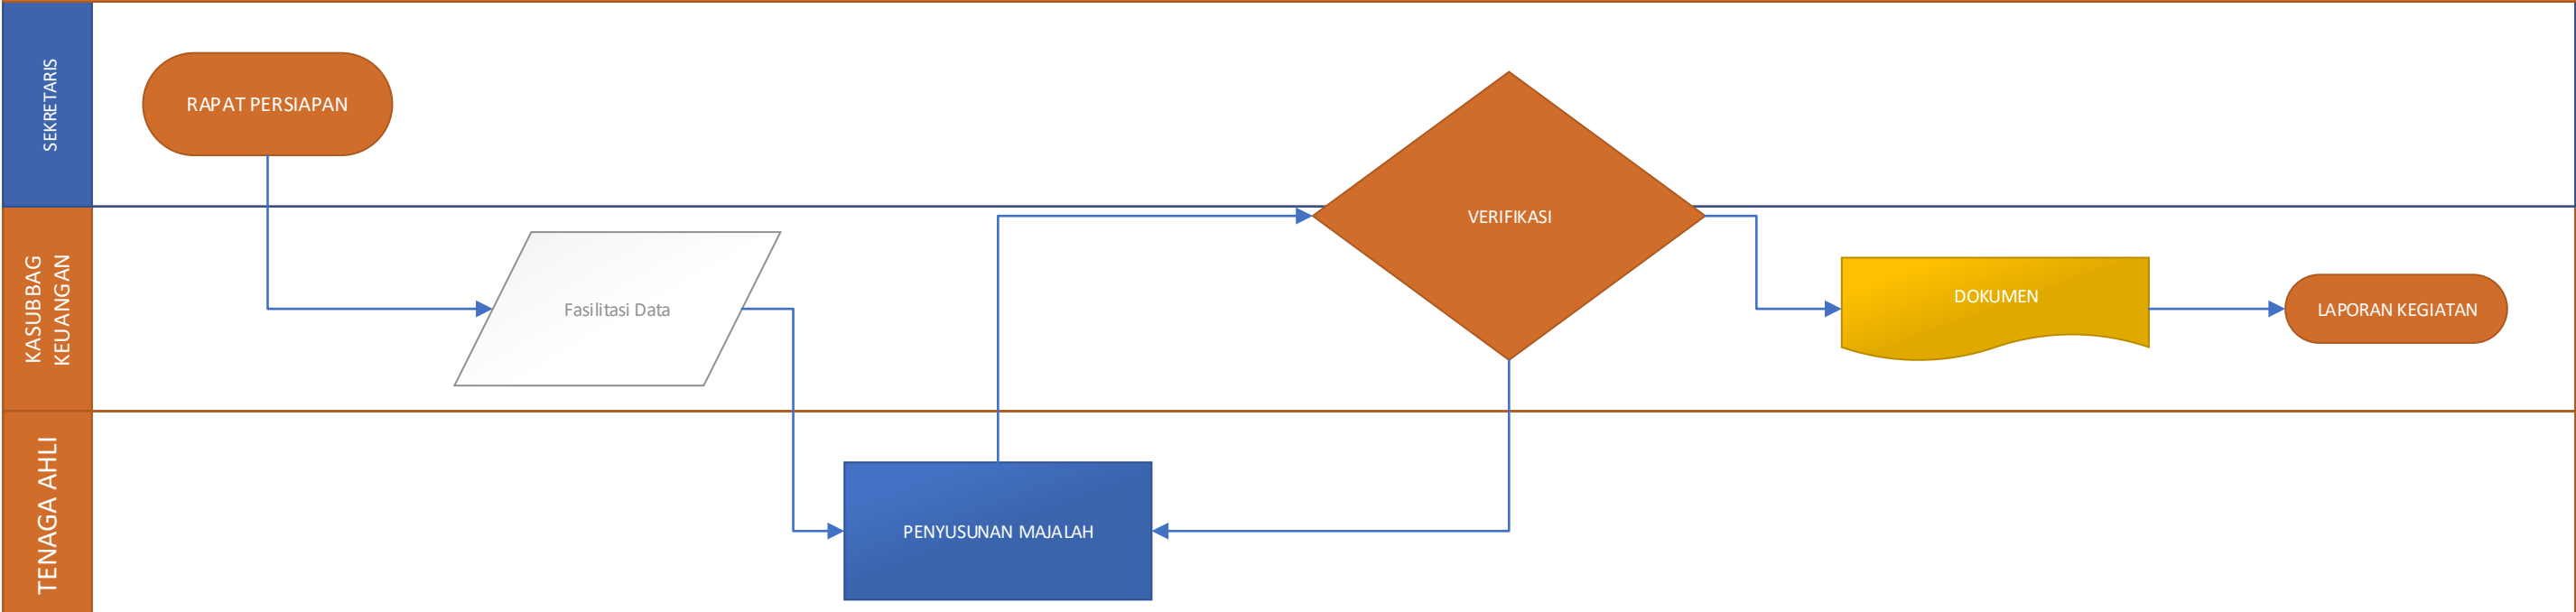 SEKRETARIS
RAPAT PERSIAPAN
VERIFIKASI
KASUBBAG
KEUANGAN
Fasilitasi Data
DOKUMEN
LAPORAN KEGIATAN
TENAGA AHLI
PENYUSUNAN MAJALAH